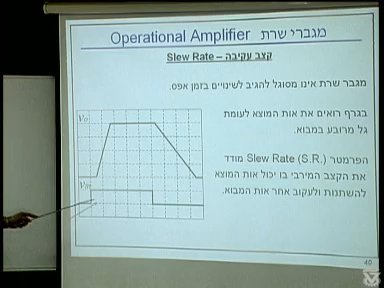 מגברי שרת Operational Amplifier
קצב עקיבה – Slew Rate
מגבר שרת אינו מסוגל להגיב לשינויים בזמן אפס.
בגרף רואים את אות המוצא לעומת
גל מרובע במבוא.
הפרמטר Slew Rate (S.R.) מודד
את הקצב המירבי בו יכול אות המוצא
להשתנות ולעקוב אחר אות המבוא.
Vo
Vin
40